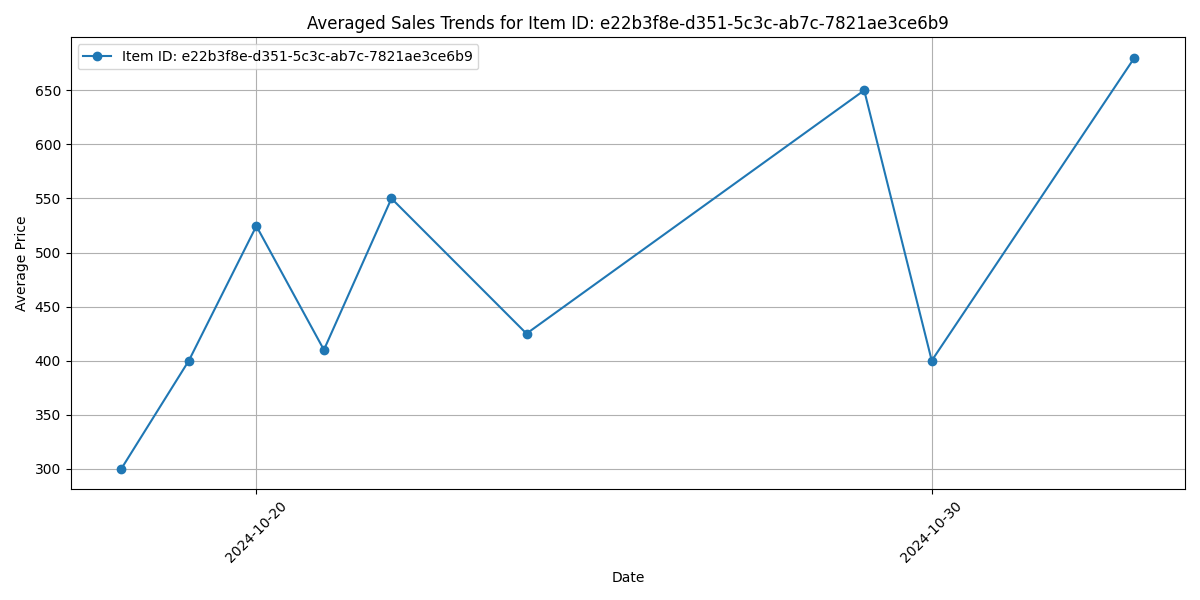 Averaged Sales Trends for Item ID: e22b3f8e-d351-5c3c-ab7c-7821ae3ce6b9
Item ID: e22b3f8e-d351-5c3c-ab7c-7821ae3ce6b9
Average Price
650
600
550
500
450
400
350
300
2024-10-20
2024-10-30
Date